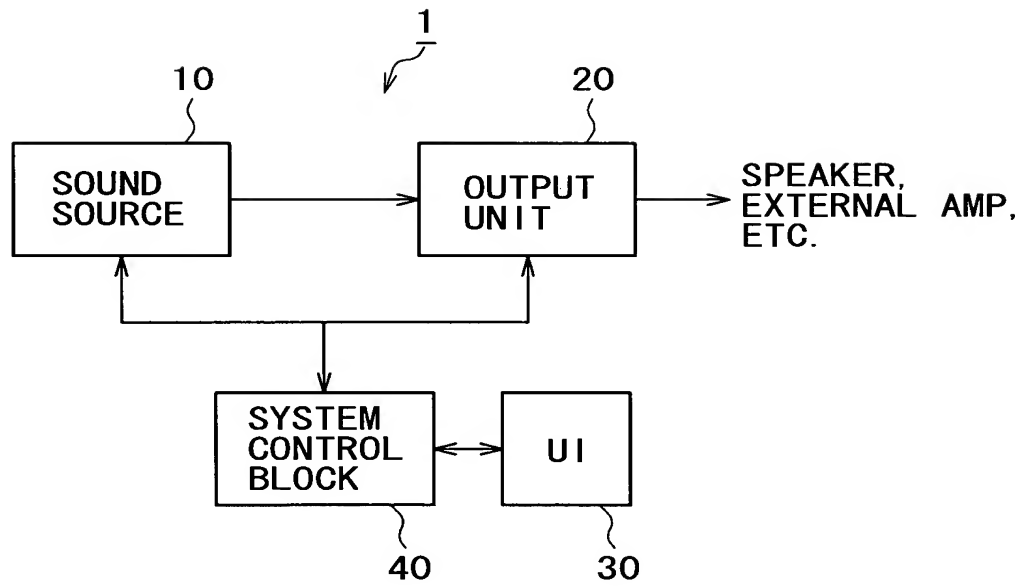 1
10
20
SOUND
SOURCE
OUTPUT
UNIT
SPEAKER,
EXTERNAL AMP,
ETC.
SYSTEM
CONTROL
BLOCK
UI
40
30